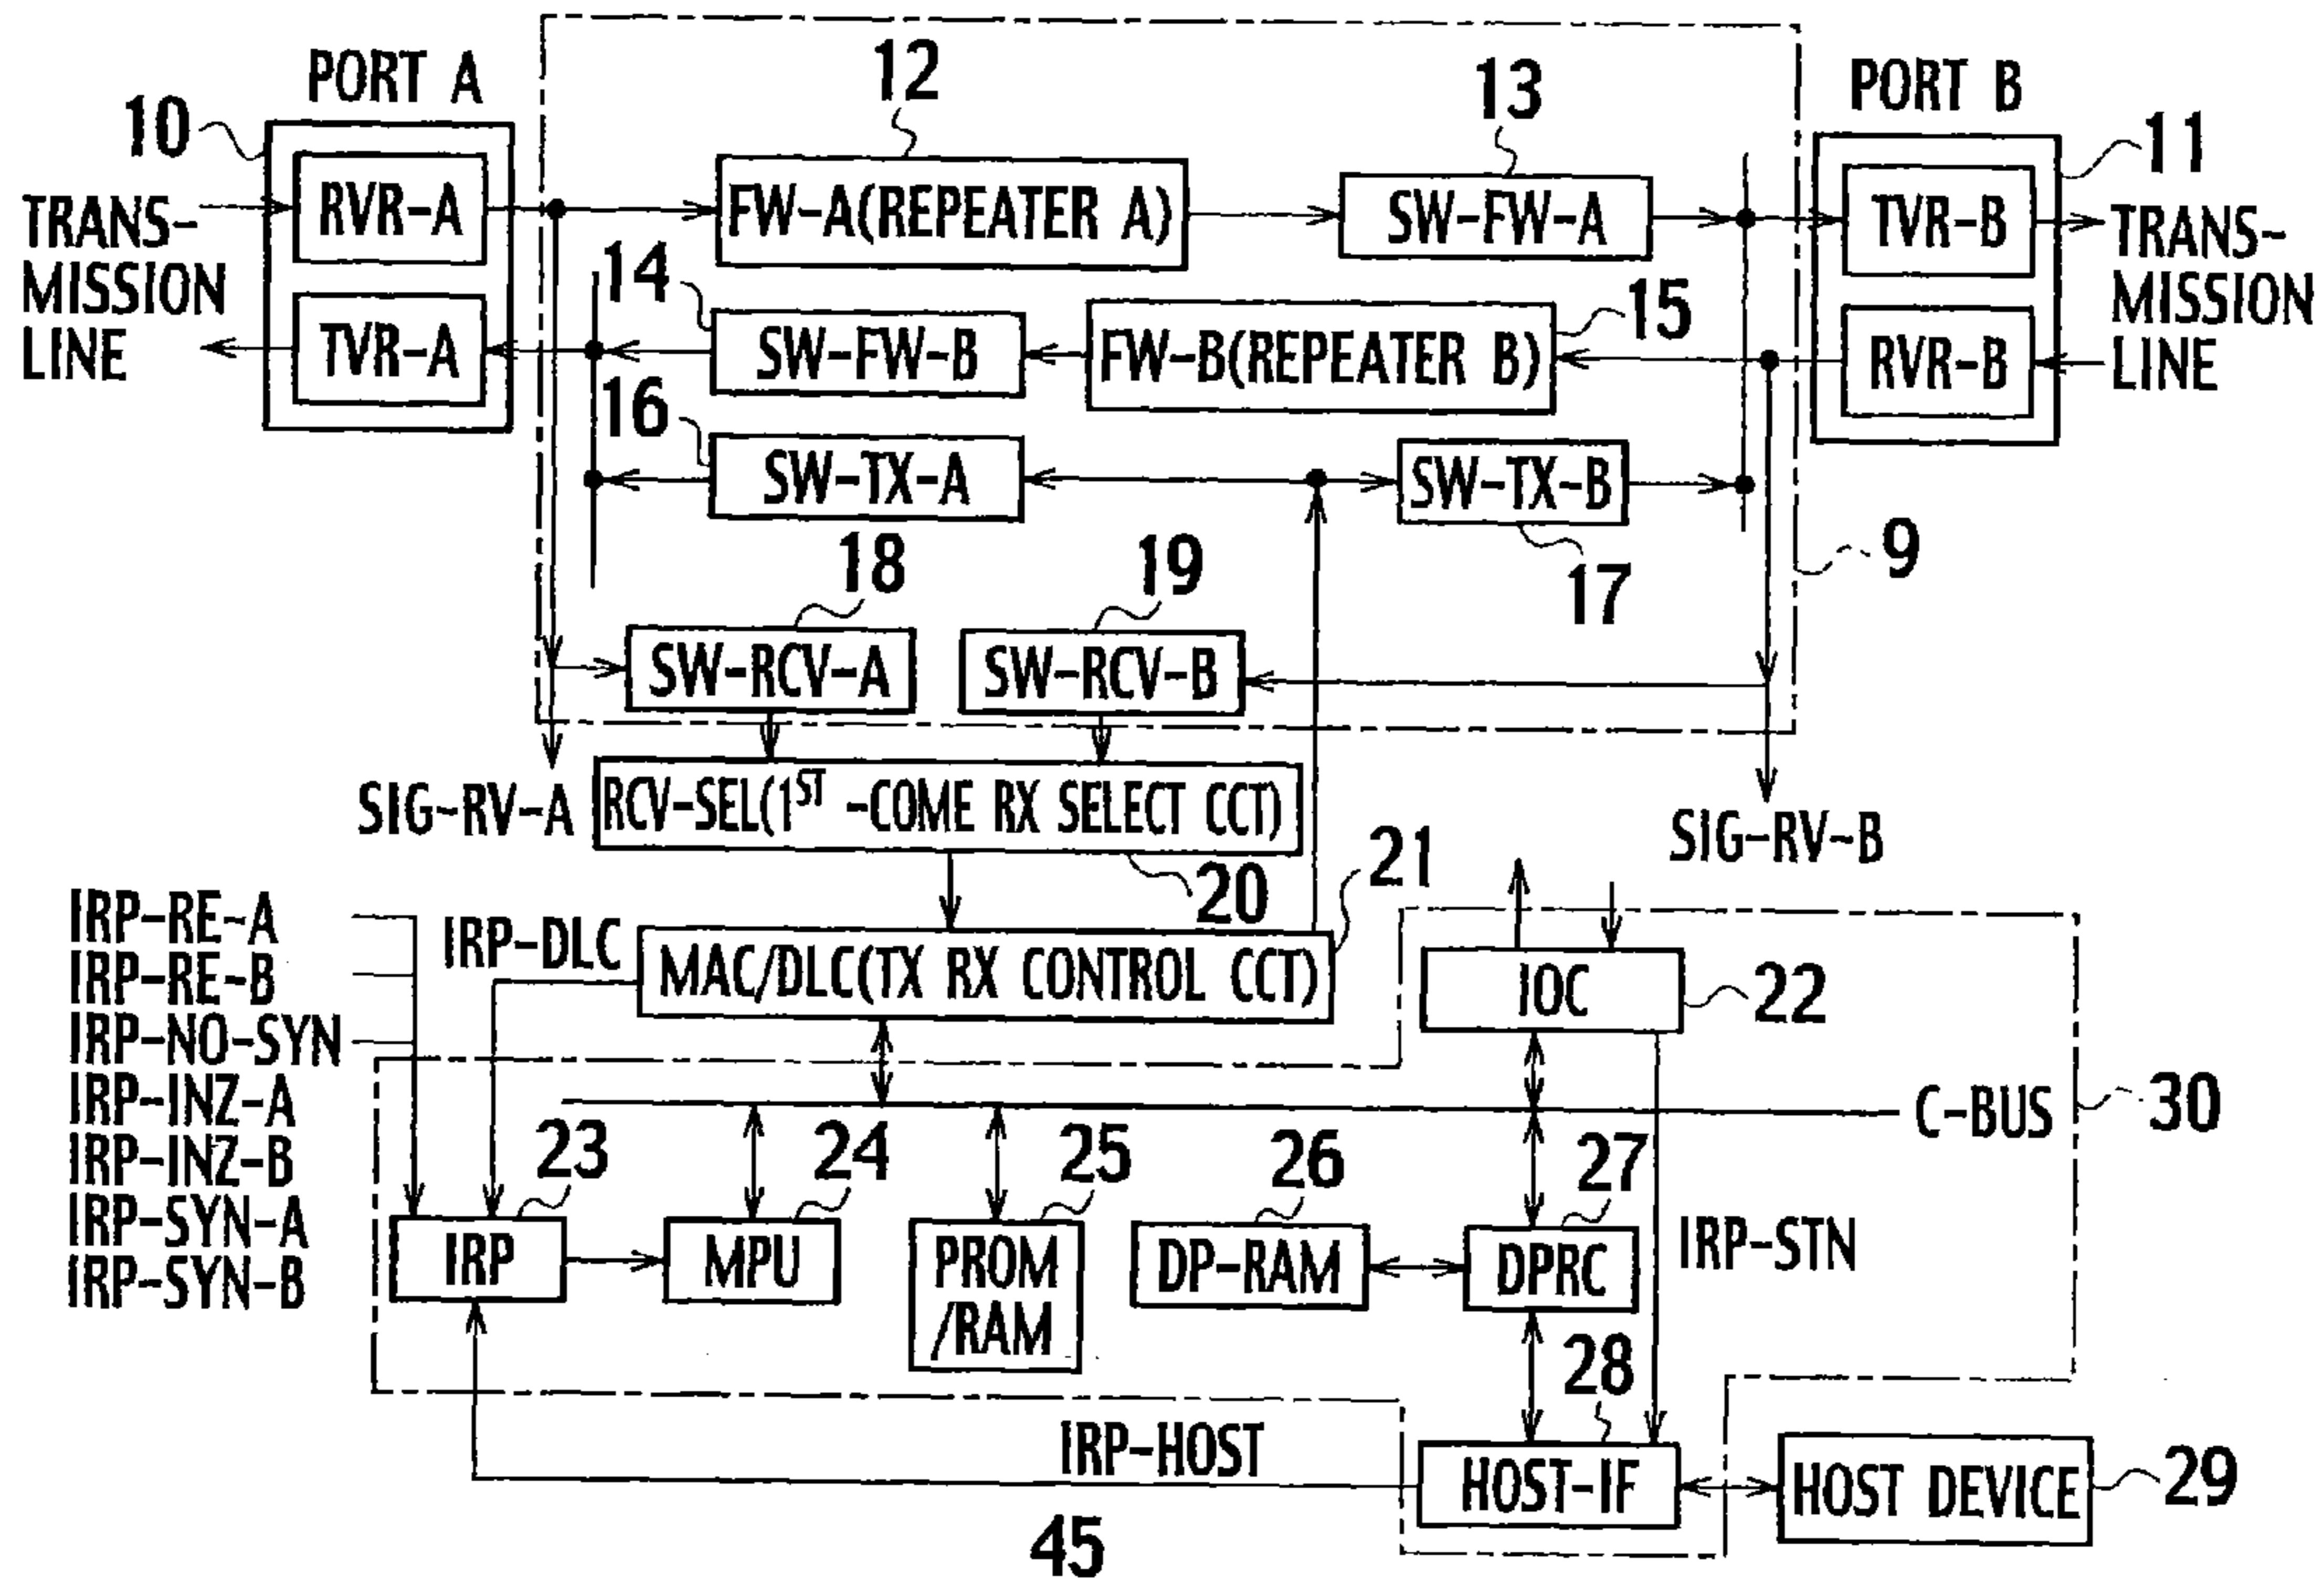 PORT A
12
13
PORT B
10
11
RVR-A
FW-A(REPEATER A)
SW-FW-A
TVR-B
TRANS-
MISSION
LINE
TRANS-
MISSION
LINE
14
15
TVR-A
SW-FW-B
FW-B(REPEATER B)
RVR-B
16
SW-TX-A
SW-TX-B
17
9
18
19
SW-RCV-A
SW-RCV-B
SIG-RV-A
RCV-SEL(1ST -COME RX SELECT CCT)
SIG-RV-B
20
21
IRP-DLC
MAC/DLC(TX RX CONTROL CCT)
IOC
22
IRP-RE-A
IRP-RE-B
IRP-NO-SYN
IRP-INZ-A
IRP-INZ-B
IRP-SYN-A
IRP-SYN-B
C-BUS
30
23
24
25
26
27
IRP
MPU
PROM
/RAM
DP-RAM
DPRC
IRP-STN
28
IRP-HOST
HOST-IF
HOST DEVICE
29
45